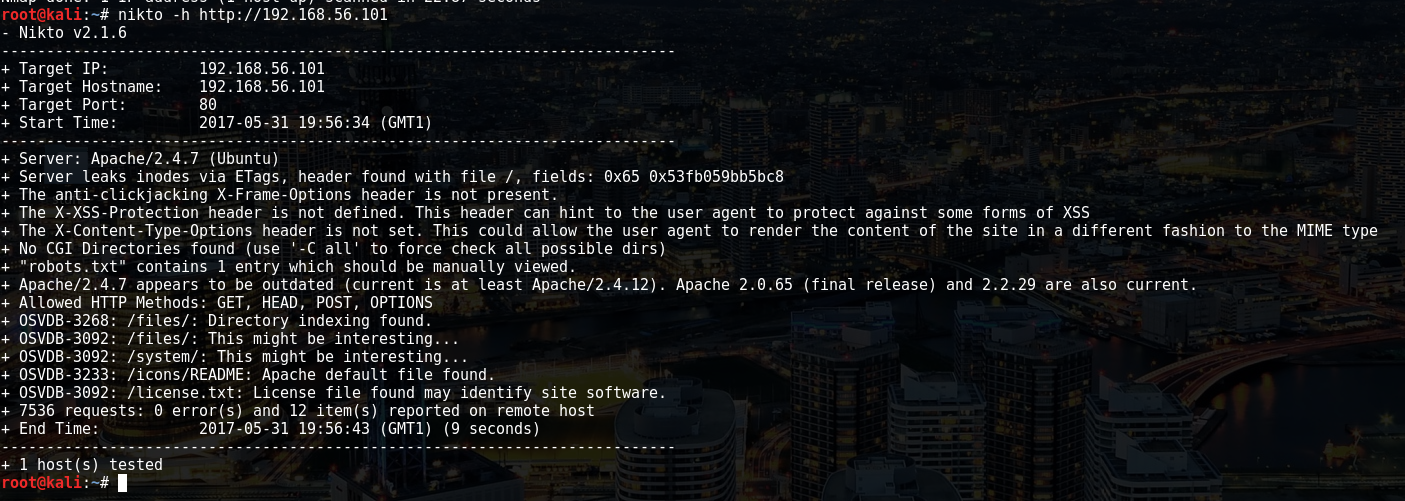 Nmap done: 1 IP address (1 host up) scanned in 22.87 seconds
root@kali:~# nikto -h http://192.168.56.101
- Nikto v2.1.6
---------------------------------------------------------------------------
+ Target IP:          192.168.56.101
+ Target Hostname:    192.168.56.101
+ Target Port:        80
+ Start Time:         2017-05-31 19:56:34 (GMT1)
---------------------------------------------------------------------------
+ Server: Apache/2.4.7 (Ubuntu)
+ Server leaks inodes via ETags, header found with file /, fields: 0x65 0x53fb059bb5bc8
+ The anti-clickjacking X-Frame-Options header is not present.
+ The X-XSS-Protection header is not defined. This header can hint to the user agent to protect against some forms of XSS
+ The X-Content-Type-Options header is not set. This could allow the user agent to render the content of the site in a different fashion to the MIME type
+ No CGI Directories found (use '-C all' to force check all possible dirs)
+ "robots.txt" contains 1 entry which should be manually viewed.
+ Apache/2.4.7 appears to be outdated (current is at least Apache/2.4.12). Apache 2.0.65 (final release) and 2.2.29 are also current.
+ Allowed HTTP Methods: GET, HEAD, POST, OPTIONS
+ OSVDB-3268: /files/: Directory indexing found.
+ OSVDB-3092: /files/: This might be interesting...
+ OSVDB-3092: /system/: This might be interesting...
+ OSVDB-3233: /icons/README: Apache default file found.
+ OSVDB-3092: /license.txt: License file found may identify site software.
+ 7536 requests: 0 error(s) and 12 item(s) reported on remote host
+ End Time:           2017-05-31 19:56:43 (GMT1) (9 seconds)
---------------------------------------------------------------------------
+ 1 host(s) tested
root@kali:~#